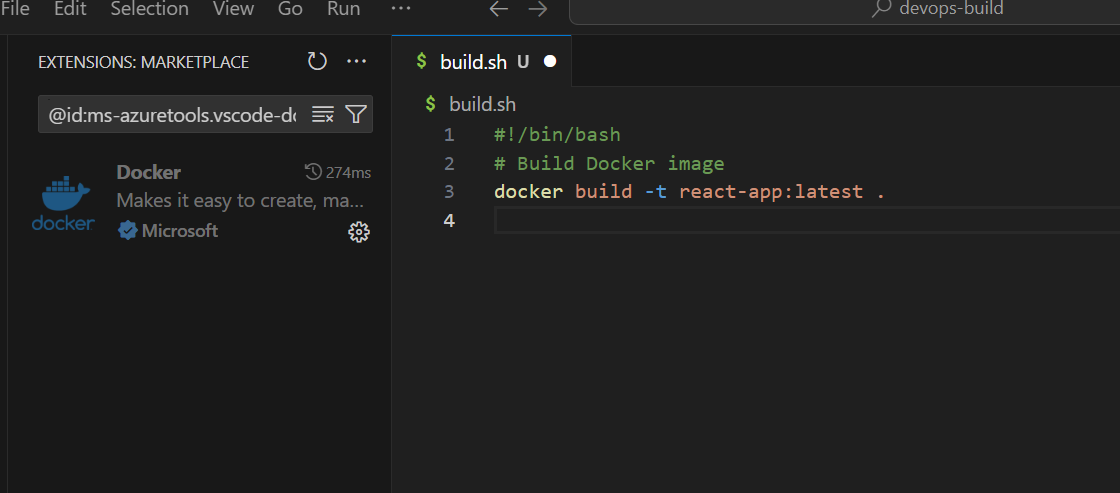 File Edit Selection View Go Run ···
devops-build
EXTENSIONS: MARKETPLACE ···
@id:ms-azuretools.vscode-do
Docker 274ms
Makes it easy to create, ma...
docker
Microsoft
$ build.sh U
$ build.sh
1 #!/bin/bash
2 # Build Docker image
3 docker build -t react-app:latest .
4